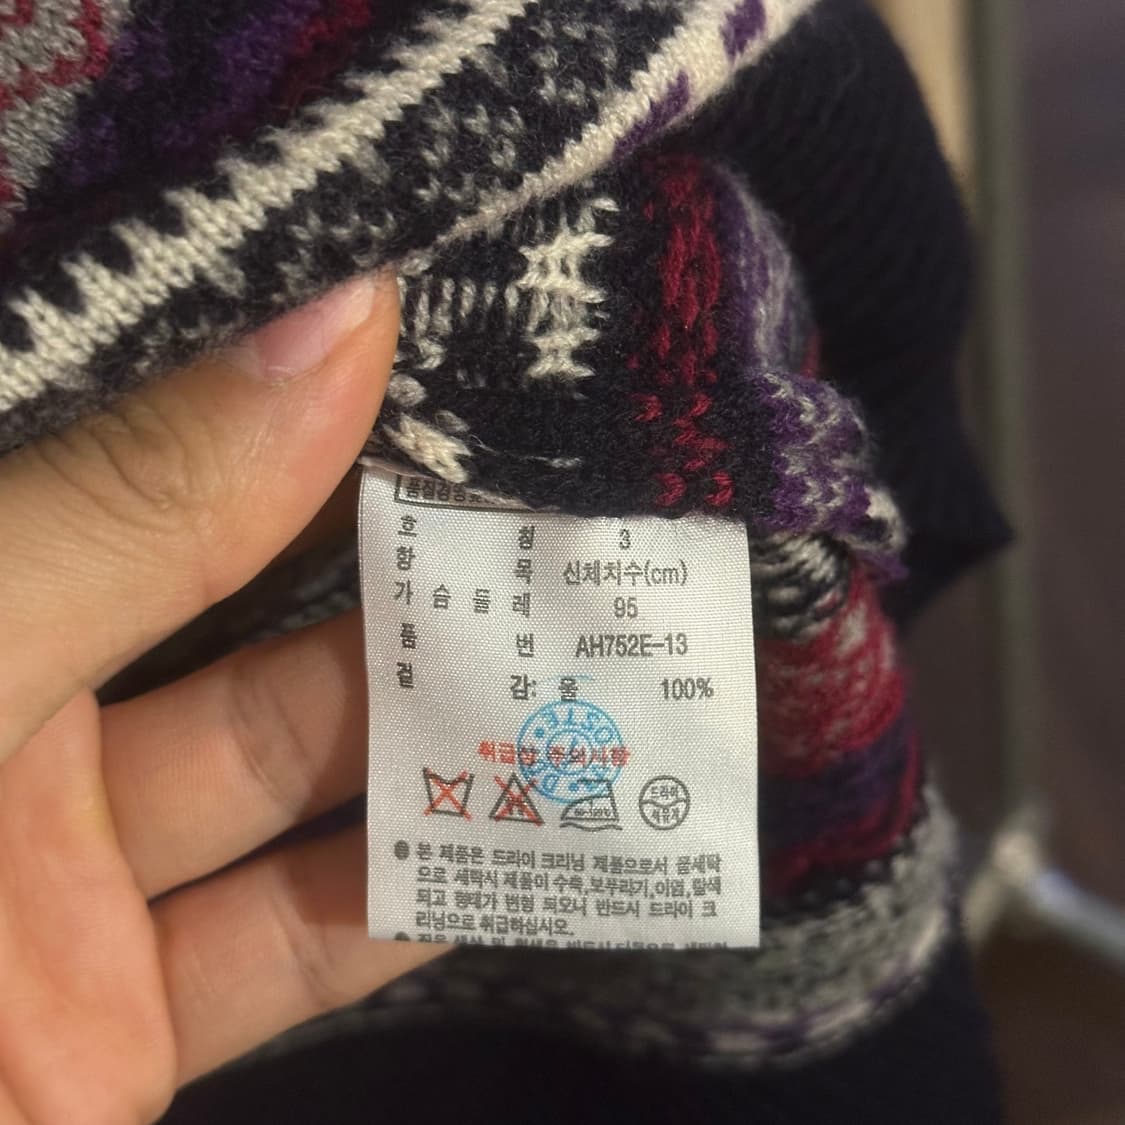 호 칭 3
항 목 신체치수(cm)
가 슴 둘 레 95
품 번 AH752E-13
겉 감: 울 100%
취급상 주의사항
드라이
석유계
● 본 제품은 드라이 크리닝 제품으로서 물세탁
으로 세탁시 제품이 수축,보푸라기,이염,탈색
되고 형태가 변형 되오니 반드시 드라이 크
리닝으로 취급하십시오.